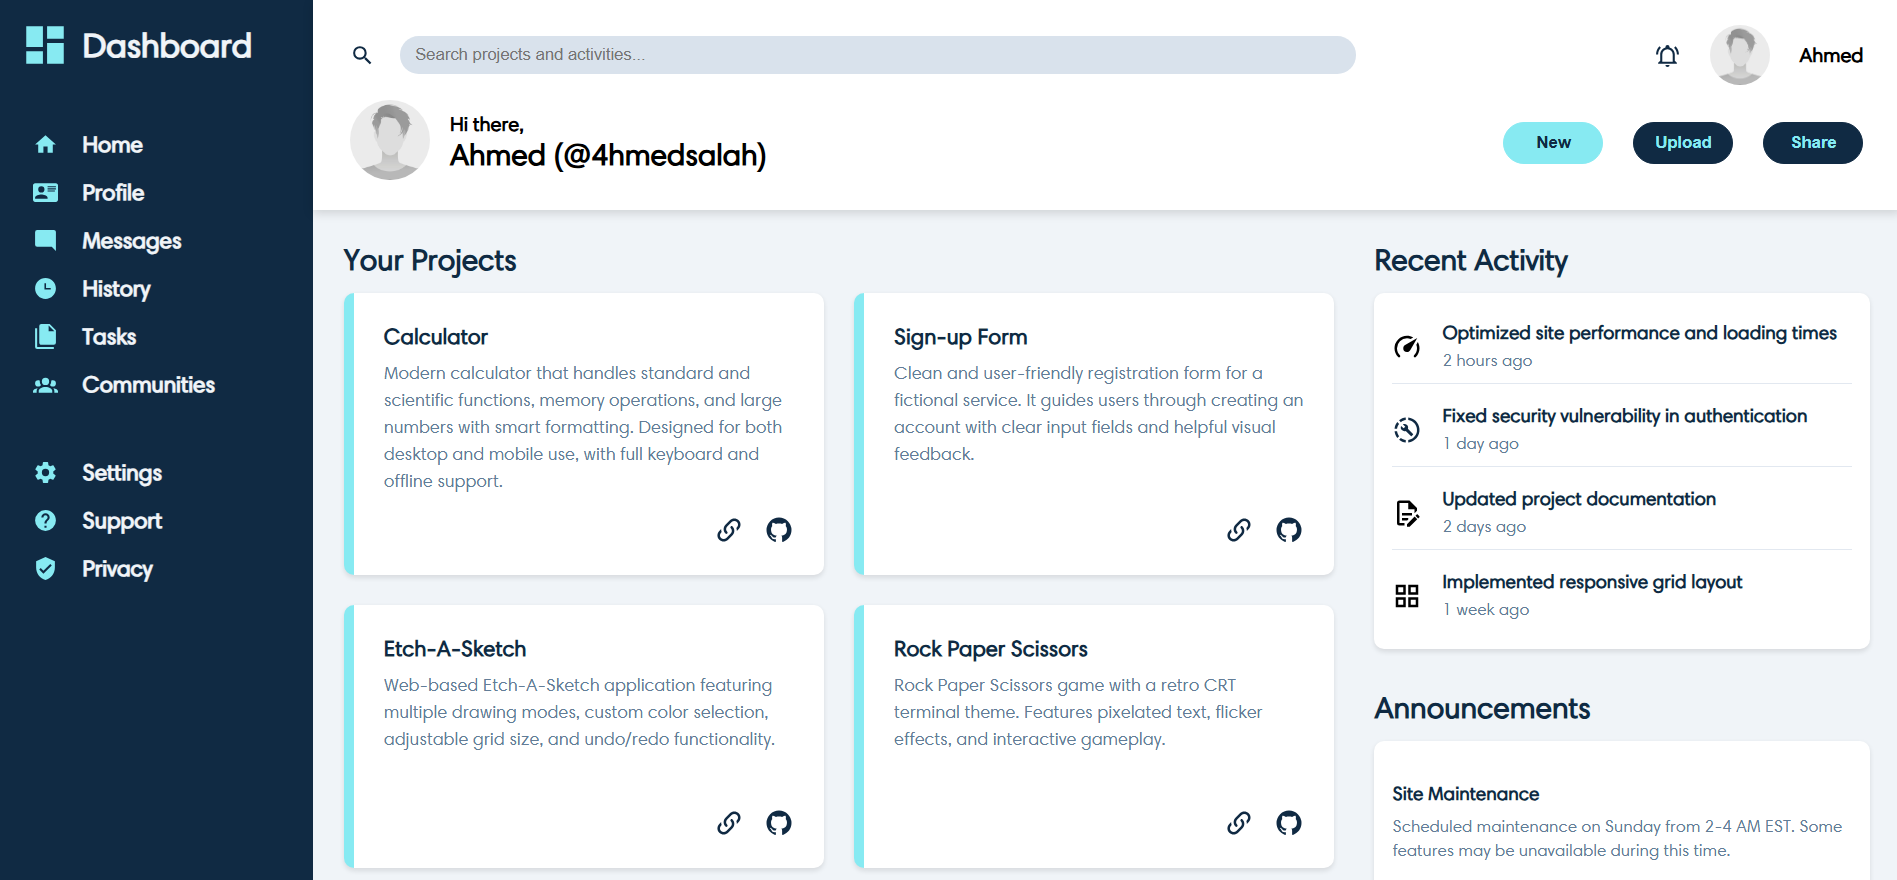 Dashboard
Home
Profile
Messages
History
Tasks
Communities
Settings
Support
Privacy
Search projects and activities...
Ahmed
Hi there,
Ahmed (@4hmedsalah)
New
Upload
Share
Your Projects
Calculator
Modern calculator that handles standard and
scientific functions, memory operations, and large
numbers with smart formatting. Designed for both
desktop and mobile use, with full keyboard and
offline support.
Sign-up Form
Clean and user-friendly registration form for a
fictional service. It guides users through creating an
account with clear input fields and helpful visual
feedback.
Etch-A-Sketch
Web-based Etch-A-Sketch application featuring
multiple drawing modes, custom color selection,
adjustable grid size, and undo/redo functionality.
Rock Paper Scissors
Rock Paper Scissors game with a retro CRT
terminal theme. Features pixelated text, flicker
effects, and interactive gameplay.
Recent Activity
Optimized site performance and loading times
2 hours ago
Fixed security vulnerability in authentication
1 day ago
Updated project documentation
2 days ago
Implemented responsive grid layout
1 week ago
Announcements
Site Maintenance
Scheduled maintenance on Sunday from 2-4 AM EST. Some
features may be unavailable during this time.